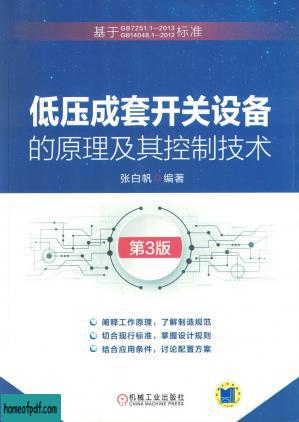 基于GB7251.1-2013标准
GB14048.1-2012
低压成套开关设备
的原理及其控制技术
张白帆 编著
第3版
阐释工作原理，了解制造规范
切合现行标准，掌握设计规则
结合应用条件，讨论配置方案
机械工业出版社
CHINA MACHINE PRESS
homeofpdf.com